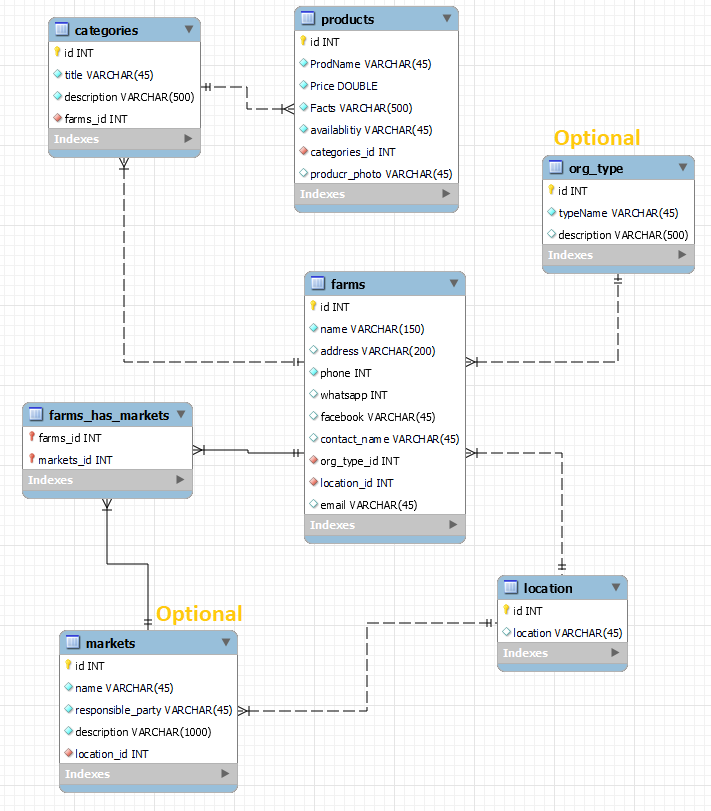 categories
id INT
title VARCHAR(45)
description VARCHAR(500)
farms_id INT
Indexes
products
id INT
ProdName VARCHAR(45)
Price DOUBLE
Facts VARCHAR(500)
availablitiy VARCHAR(45)
categories_id INT
producr_photo VARCHAR(45)
Indexes
Optional
org_type
id INT
typeName VARCHAR(45)
description VARCHAR(500)
Indexes
farms
id INT
name VARCHAR(150)
address VARCHAR(200)
phone INT
whatsapp INT
facebook VARCHAR(45)
contact_name VARCHAR(45)
org_type_id INT
location_id INT
email VARCHAR(45)
Indexes
farms_has_markets
farms_id INT
markets_id INT
Indexes
location
id INT
location VARCHAR(45)
Indexes
Optional
markets
id INT
name VARCHAR(45)
responsible_party VARCHAR(45)
description VARCHAR(1000)
location_id INT
Indexes